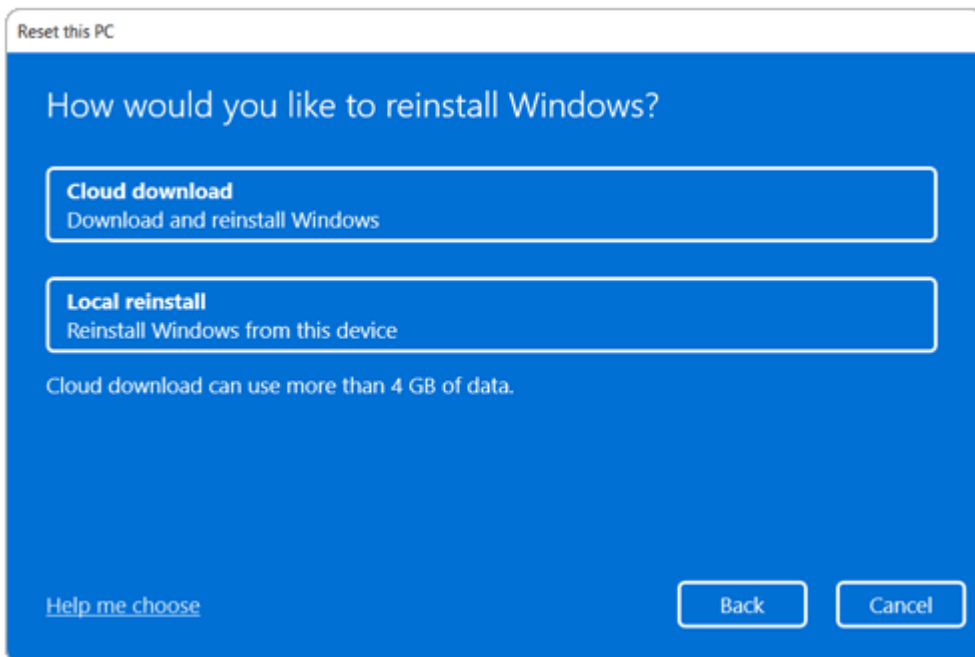 Reset this PC
How would you like to reinstall Windows?
Cloud download
Download and reinstall Windows
Local reinstall
Reinstall Windows from this device
Cloud download can use more than 4 GB of data.
Help me choose
Back
Cancel